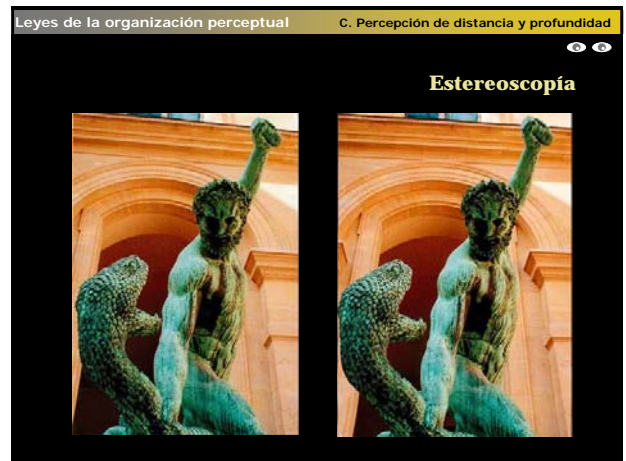 Leyes de la organización perceptual C. Percepción de distancia y profundidad
Estereoscopía